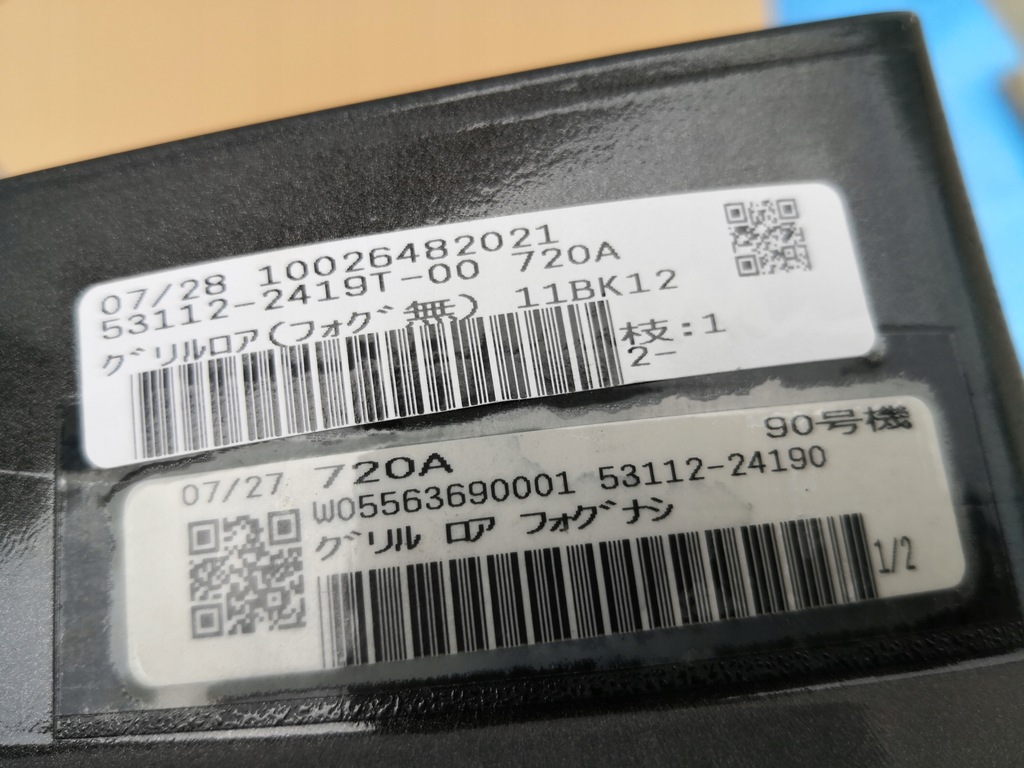 07/28 10026482021
53112-2419T-00 720A
グリルロア(フォグ無) 11BK12
枝:1
2-
90号機
07/27 720A
W05563690001 53112-24190
グリル ロア フォグナシ
1/2